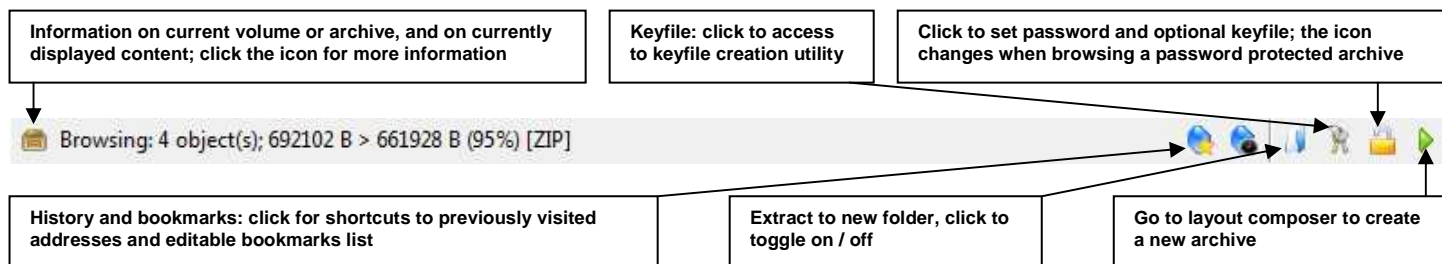 Information on current volume or archive, and on currently
displayed content; click the icon for more information
Keyfile: click to access
to keyfile creation utility
Click to set password and optional keyfile; the icon
changes when browsing a password protected archive
Browsing: 4 object(s); 692102 B > 661928 B (95%) [ZIP]
History and bookmarks: click for shortcuts to previously visited
addresses and editable bookmarks list
Extract to new folder, click to
toggle on / off
Go to layout composer to create
a new archive